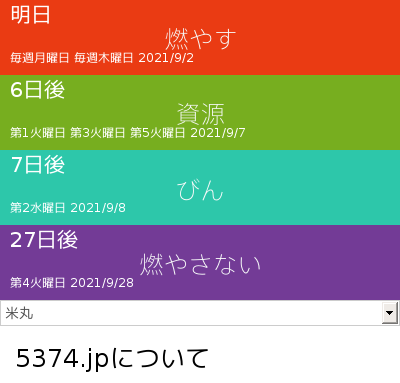 明日
燃やす
毎週月曜日 毎週木曜日 2021/9/2
6日後
資源
第1火曜日 第3火曜日 第5火曜日 2021/9/7
7日後
びん
第2水曜日 2021/9/8
27日後
燃やさない
第4火曜日 2021/9/28
米丸
5374.jpについて